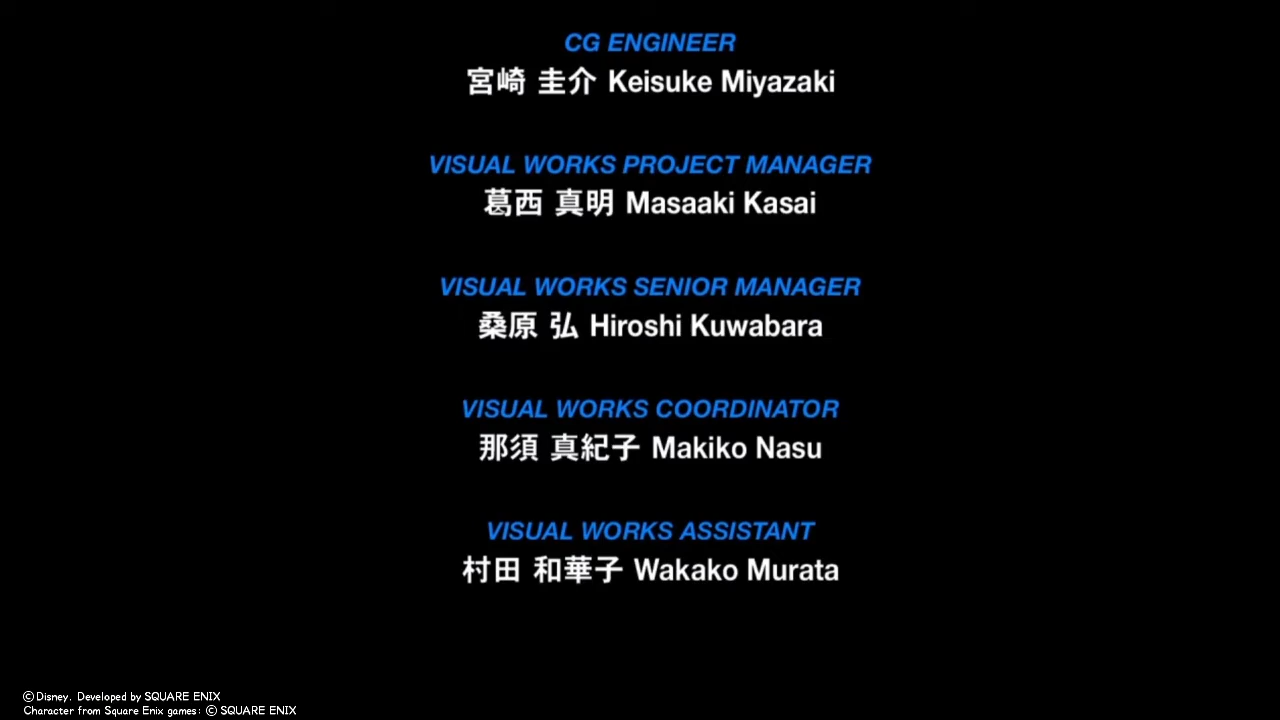 CG ENGINEER
宮崎 圭介 Keisuke Miyazaki
VISUAL WORKS PROJECT MANAGER
葛西 真明 Masaaki Kasai
VISUAL WORKS SENIOR MANAGER
桑原 弘 Hiroshi Kuwabara
VISUAL WORKS COORDINATOR
那須 真紀子 Makiko Nasu
VISUAL WORKS ASSISTANT
村田 和華子 Wakako Murata
©Disney. Developed by SQUARE ENIX
Character from Square Enix games: © SQUARE ENIX